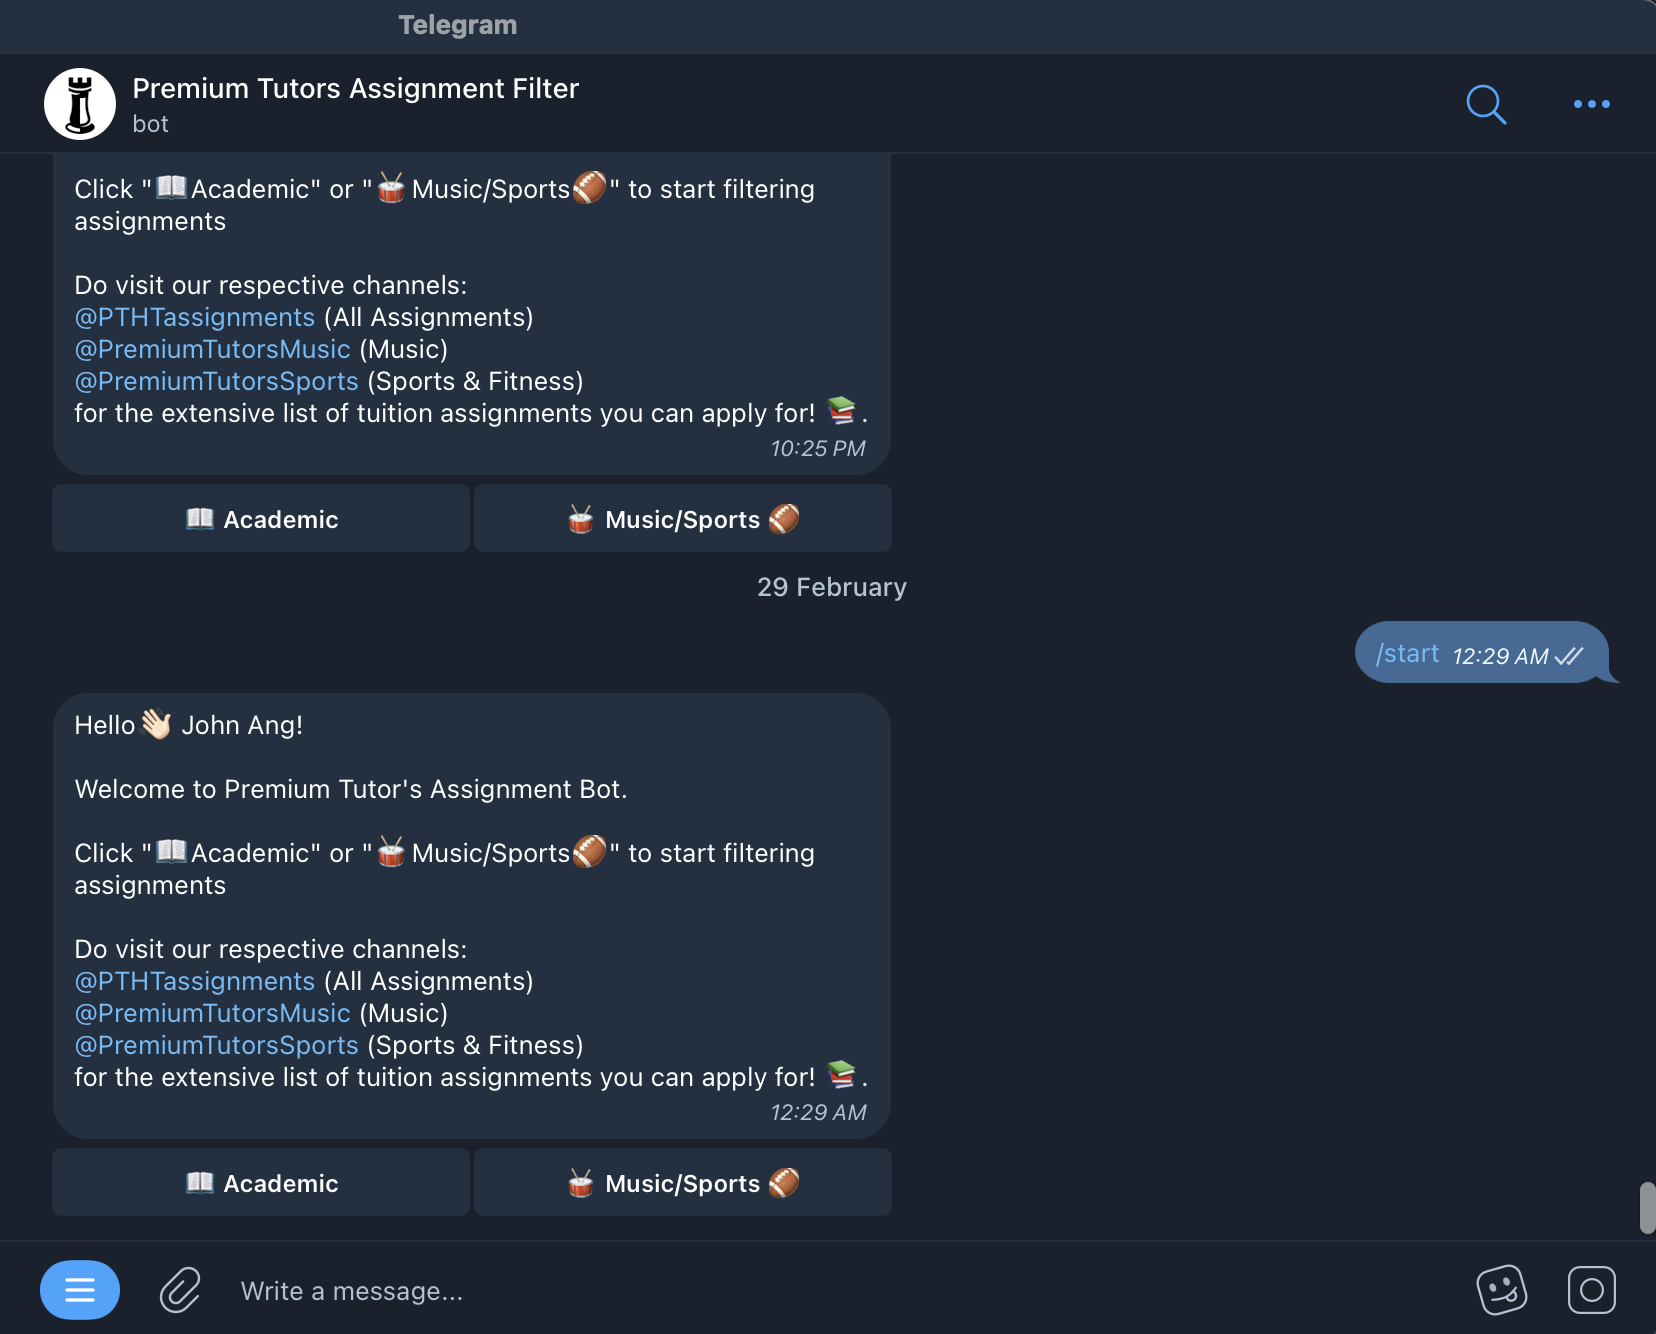 Telegram
Premium Tutors Assignment Filter
bot
Click "📖Academic" or "🥁Music/Sports🏈" to start filtering
assignments
Do visit our respective channels:
@PTHTassignments (All Assignments)
@PremiumTutorsMusic (Music)
@PremiumTutorsSports (Sports & Fitness)
for the extensive list of tuition assignments you can apply for! 📚.
10:25 PM
📖 Academic
🥁 Music/Sports 🏈
29 February
/start 12:29 AM
Hello👋🏻 John Ang!
Welcome to Premium Tutor's Assignment Bot.
Click "📖Academic" or "🥁Music/Sports🏈" to start filtering
assignments
Do visit our respective channels:
@PTHTassignments (All Assignments)
@PremiumTutorsMusic (Music)
@PremiumTutorsSports (Sports & Fitness)
for the extensive list of tuition assignments you can apply for! 📚.
12:29 AM
📖 Academic
🥁 Music/Sports 🏈
Write a message...